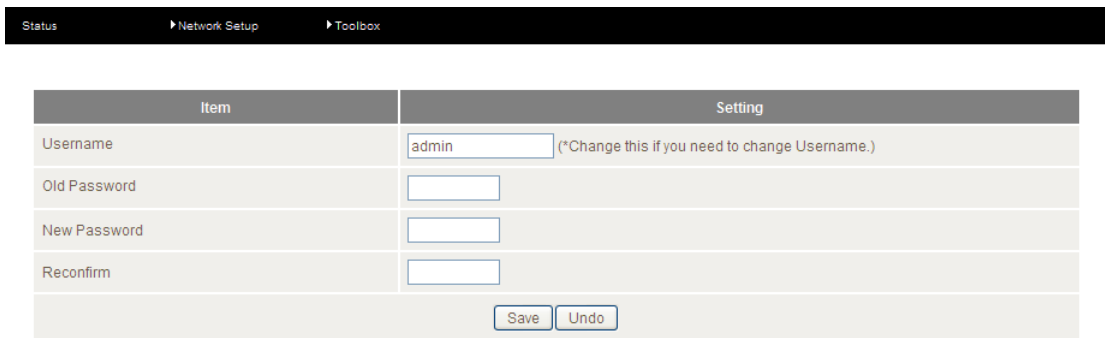 Status Network Setup Toolbox
Item Setting
Username admin (*Change this if you need to change Username.)
Old Password
New Password
Reconfirm
Save Undo